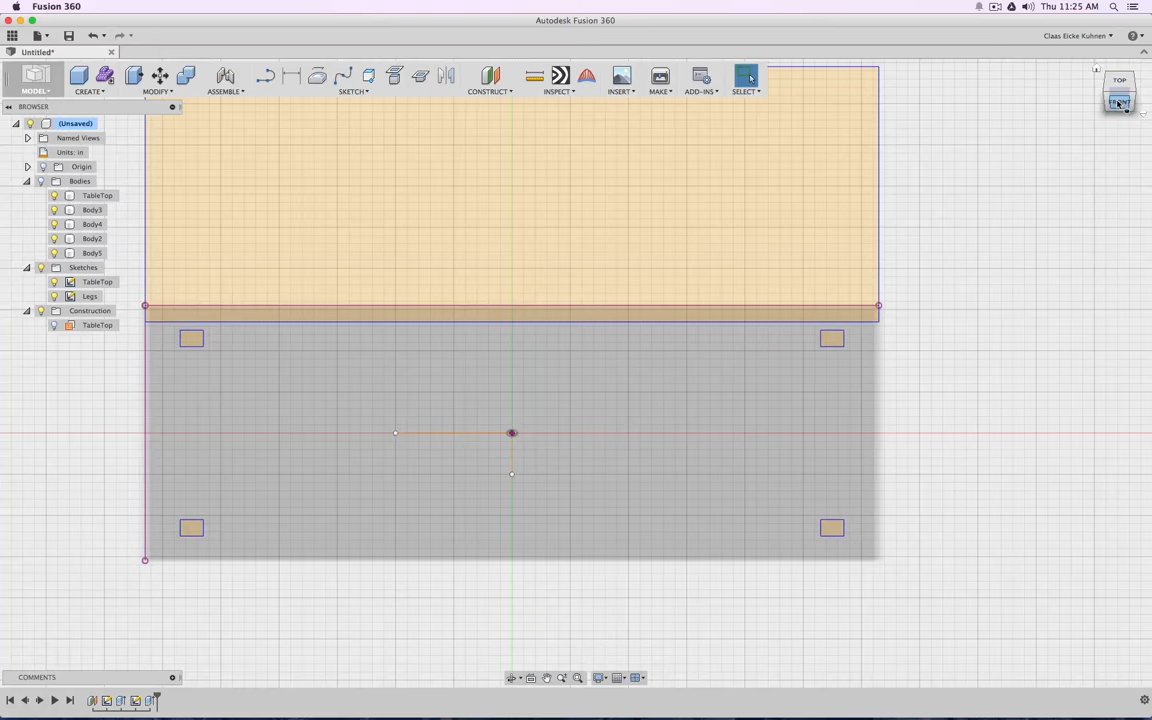 Fusion 360
Thu 11:25 AM
Autodesk Fusion 360
Claas Eicke Kuhnen
Untitled*
MODEL
CREATE
MODIFY
ASSEMBLE
SKETCH
CONSTRUCT
INSPECT
INSERT
MAKE
ADD-INS
SELECT
TOP
FRONT
BROWSER
(Unsaved)
Named Views
Units: in
Origin
Bodies
TableTop
Body3
Body4
Body2
Body5
Sketches
TableTop
Legs
Construction
TableTop
COMMENTS